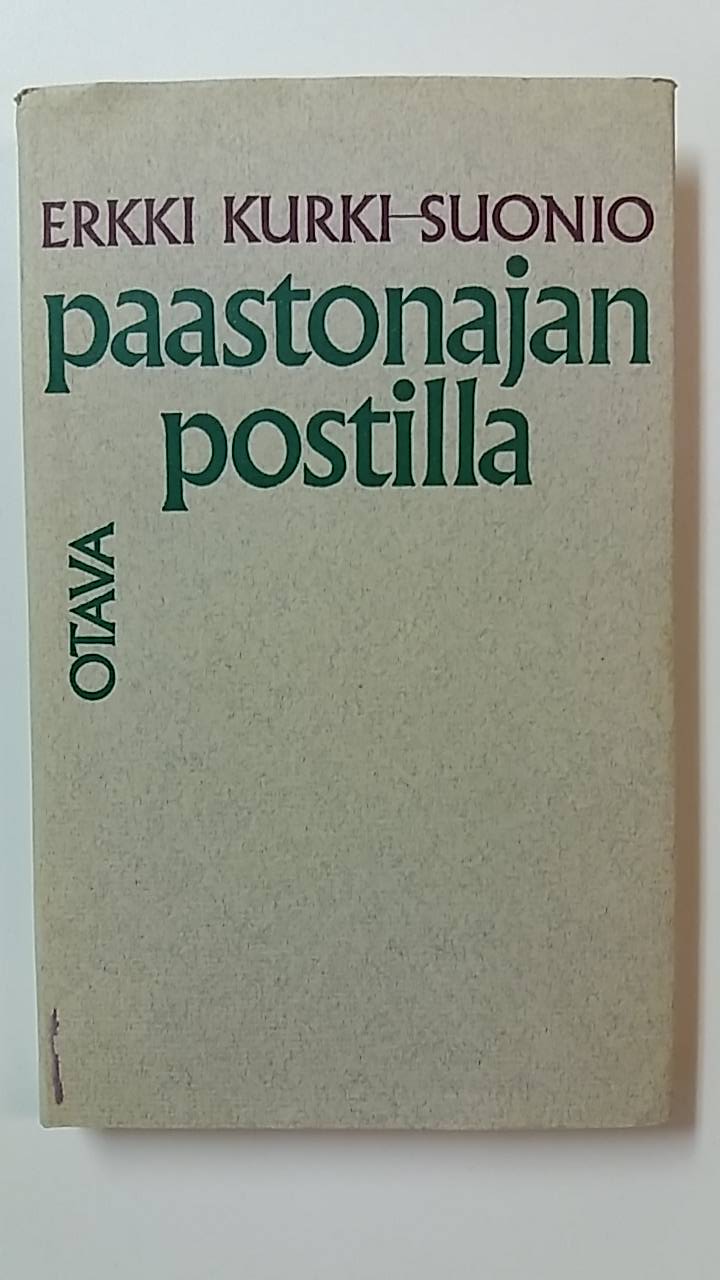 ERKKI KURKI-SUONIO
paastonajan
postilla
OTAVA